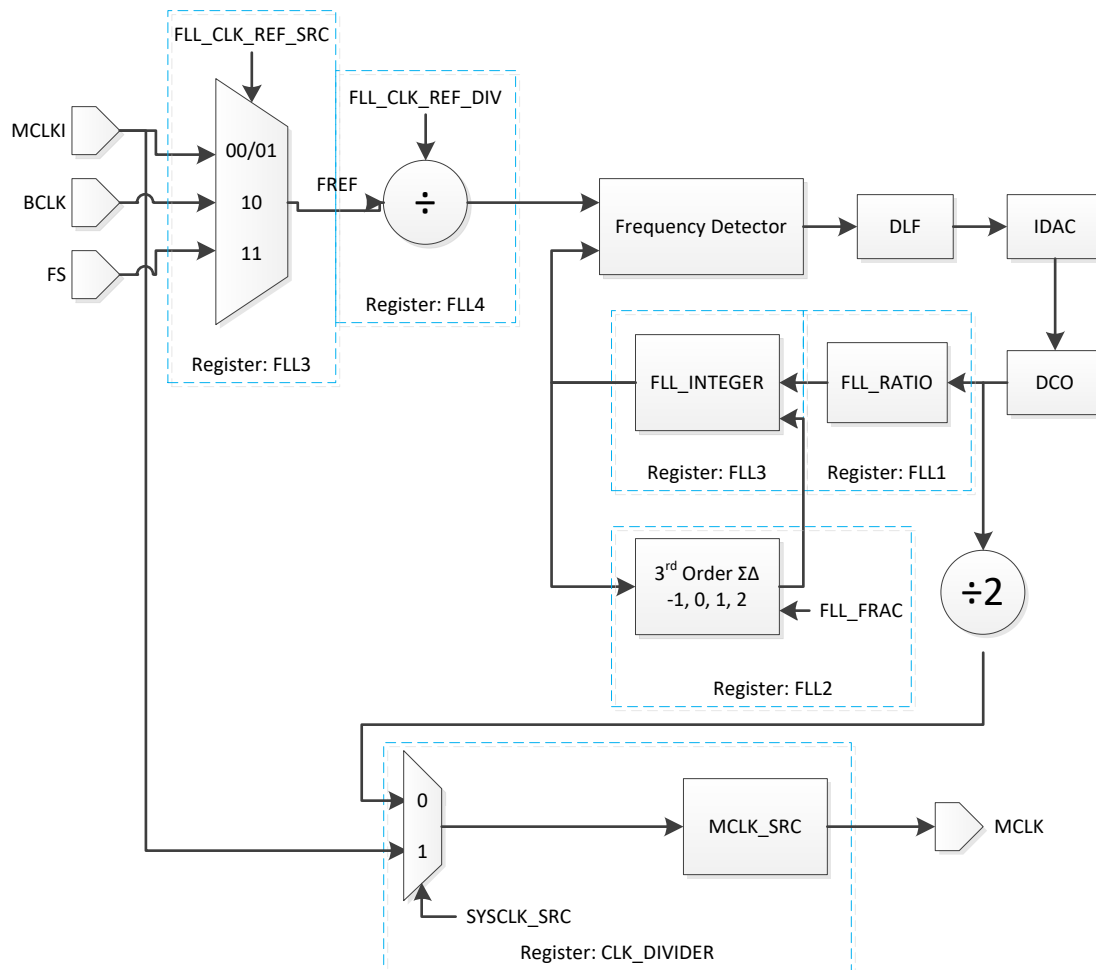 FLL_CLK_REF_SRC
FLL_CLK_REF_DIV
MCLKI
00/01
BCLK
10
FREF
÷
FS
11
Register: FLL4
Register: FLL3
Frequency Detector
DLF
IDAC
FLL_INTEGER
FLL_RATIO
DCO
Register: FLL3
Register: FLL1
3rd Order ΣΔ
-1, 0, 1, 2
FLL_FRAC
÷2
Register: FLL2
0
1
MCLK_SRC
MCLK
SYSCLK_SRC
Register: CLK_DIVIDER